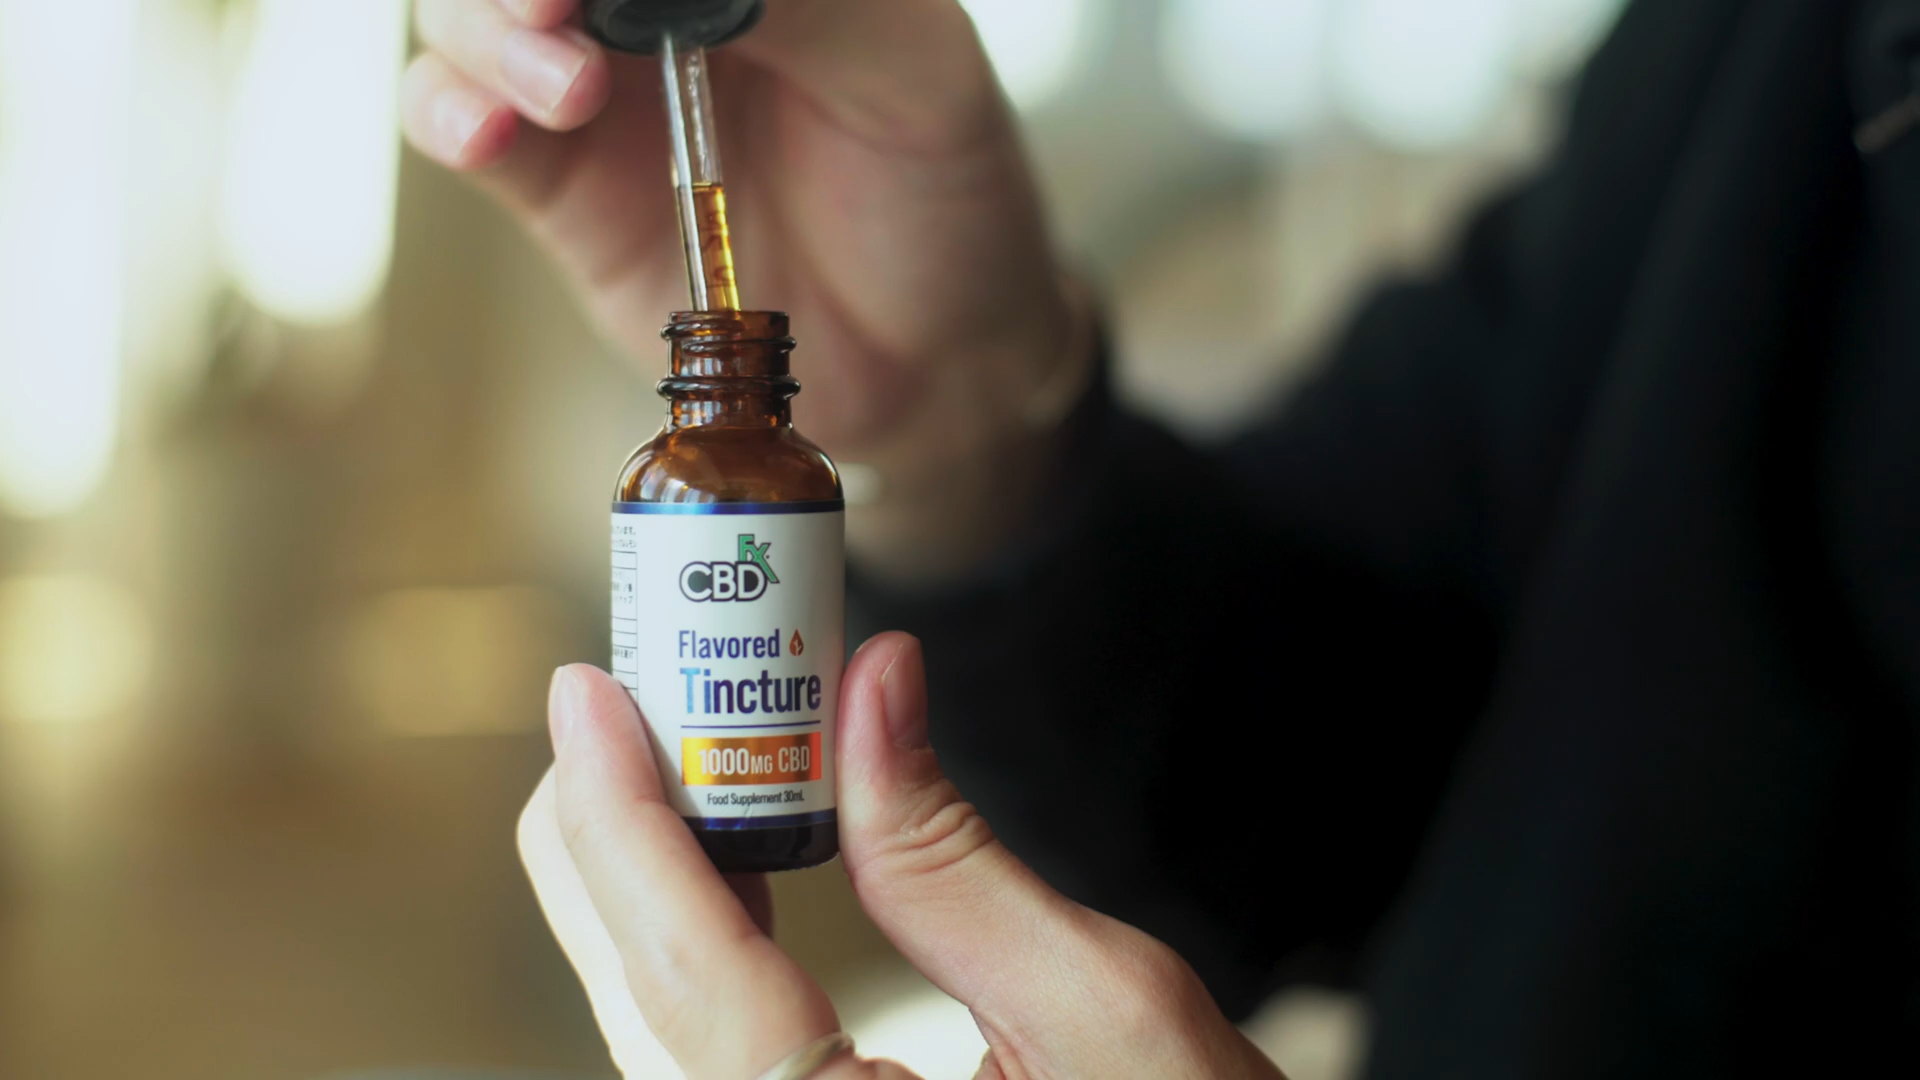 CBDFx
Flavored
Tincture
1000MG CBD
Food Supplement 30mL